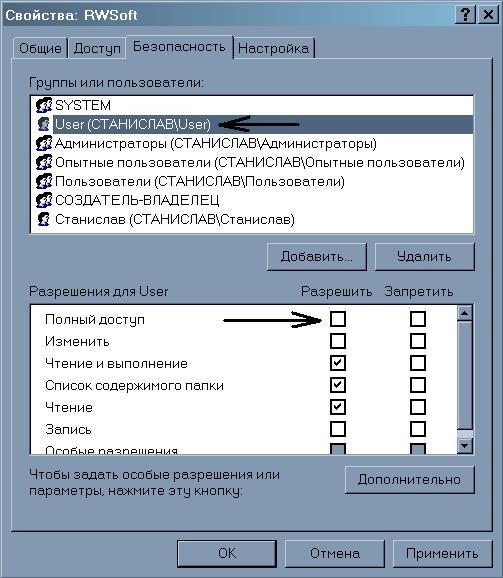 Свойства: RWSoft
Общие Доступ Безопасность Настройка
Группы или пользователи:
SYSTEM
User (СТАНИСЛАВ\User)
Администраторы (СТАНИСЛАВ\Администраторы)
Опытные пользователи (СТАНИСЛАВ\Опытные пользователи)
Пользователи (СТАНИСЛАВ\Пользователи)
СОЗДАТЕЛЬ-ВЛАДЕЛЕЦ
Станислав (СТАНИСЛАВ\Станислав)
Добавить... Удалить
Разрешения для User Разрешить Запретить
Полный доступ
Изменить
Чтение и выполнение
Список содержимого папки
Чтение
Запись
Особые разрешения
Чтобы задать особые разрешения или
параметры, нажмите эту кнопку:
Дополнительно
OK Отмена Применить